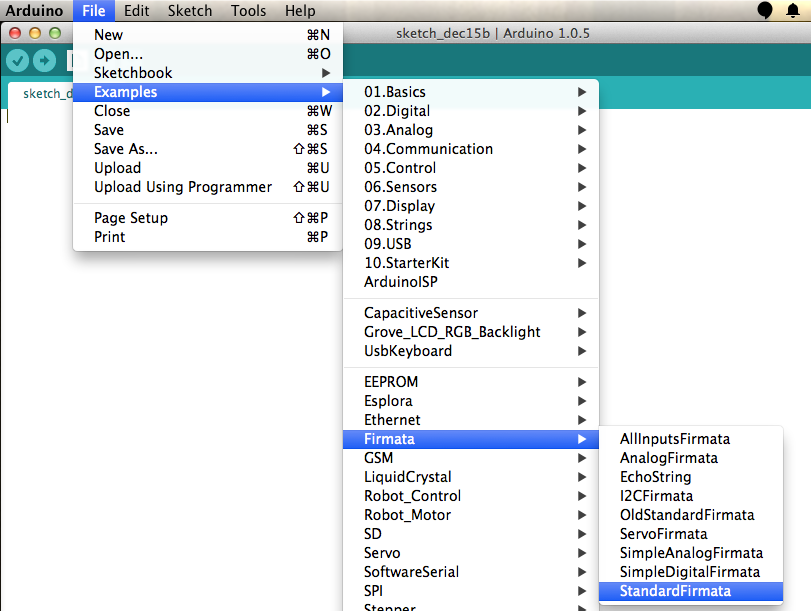 Arduino File Edit Sketch Tools Help
sketch_dec15b | Arduino 1.0.5
sketch_d
New ⌘N
Open... ⌘O
Sketchbook
Examples
Close ⌘W
Save ⌘S
Save As... ⇧⌘S
Upload ⌘U
Upload Using Programmer ⇧⌘U
Page Setup ⇧⌘P
Print ⌘P
01.Basics
02.Digital
03.Analog
04.Communication
05.Control
06.Sensors
07.Display
08.Strings
09.USB
10.StarterKit
ArduinoISP
CapacitiveSensor
Grove_LCD_RGB_Backlight
UsbKeyboard
EEPROM
Esplora
Ethernet
Firmata
GSM
LiquidCrystal
Robot_Control
Robot_Motor
SD
Servo
SoftwareSerial
SPI
Stepper
AllInputsFirmata
AnalogFirmata
EchoString
I2CFirmata
OldStandardFirmata
ServoFirmata
SimpleAnalogFirmata
SimpleDigitalFirmata
StandardFirmata